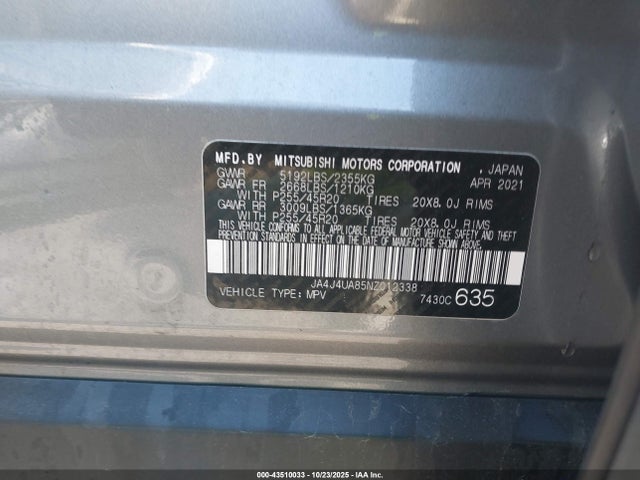 MFD.BY MITSUBISHI MOTORS CORPORATION , JAPAN
GVWR 5192LBS/2355KG APR 2021
GAWR FR 2668LBS/1210KG
WITH P255/45R20 TIRES 20X8.0J RIMS
GAWR RR 3009LBS/1365KG
WITH P255/45R20 TIRES 20X8.0J RIMS
THIS VEHICLE CONFORMS TO ALL APPLICABLE FEDERAL MOTOR VEHICLE SAFETY AND THEFT
PREVENTION STANDARDS IN EFFECT ON THE DATE OF MANUFACTURE SHOWN ABOVE.
JA4J4UA85NZ012338
VEHICLE TYPE: MPV 7430C 635
000-43510033 - 10/23/2025 - IAA Inc.